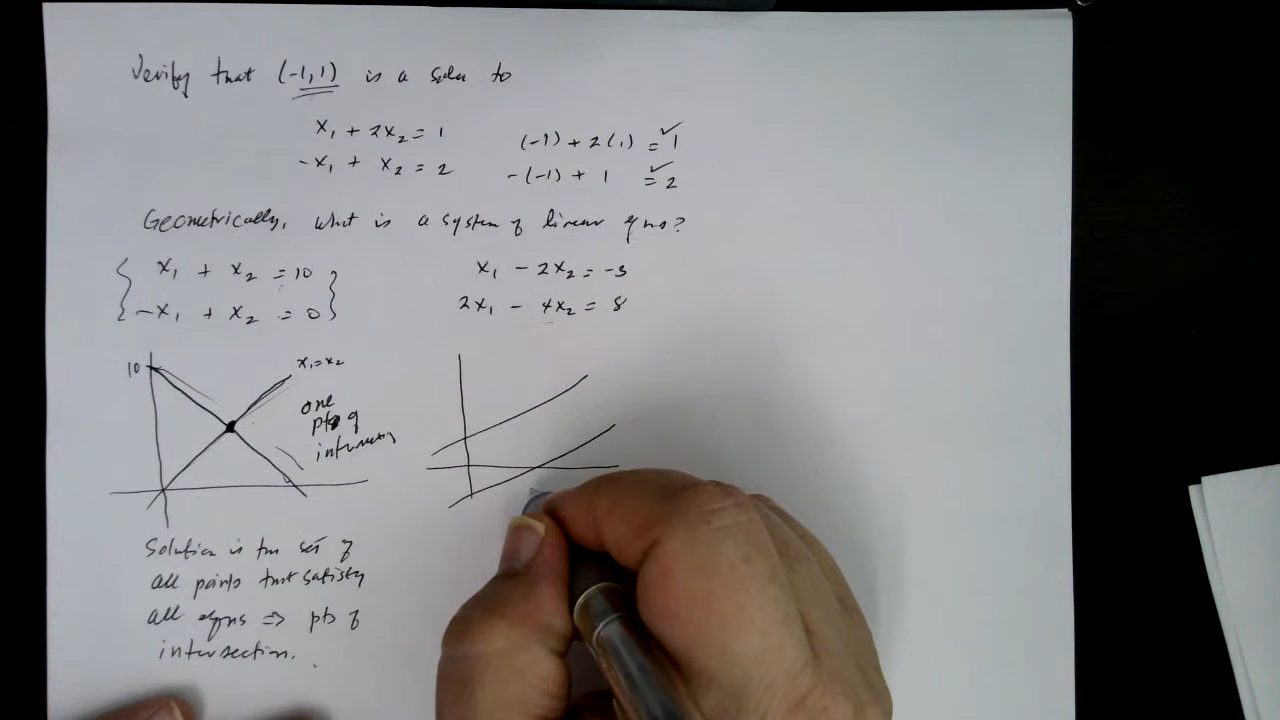 Verify that (-1,1) is a soln to
x₁ + 2x₂ = 1
-x₁ + x₂ = 2
(-1) + 2(1) = 1
-(-1) + 1 = 2
Geometrically, what is a system of linear eqns?
x₁ + x₂ = 10
-x₁ + x₂ = 0
x₁ - 2x₂ = -3
2x₁ - 4x₂ = 8
10
x₁=x₂
one
pt of
intersection
Solution is the set of
all points that satisfy
all eqns => pts of
intersection.